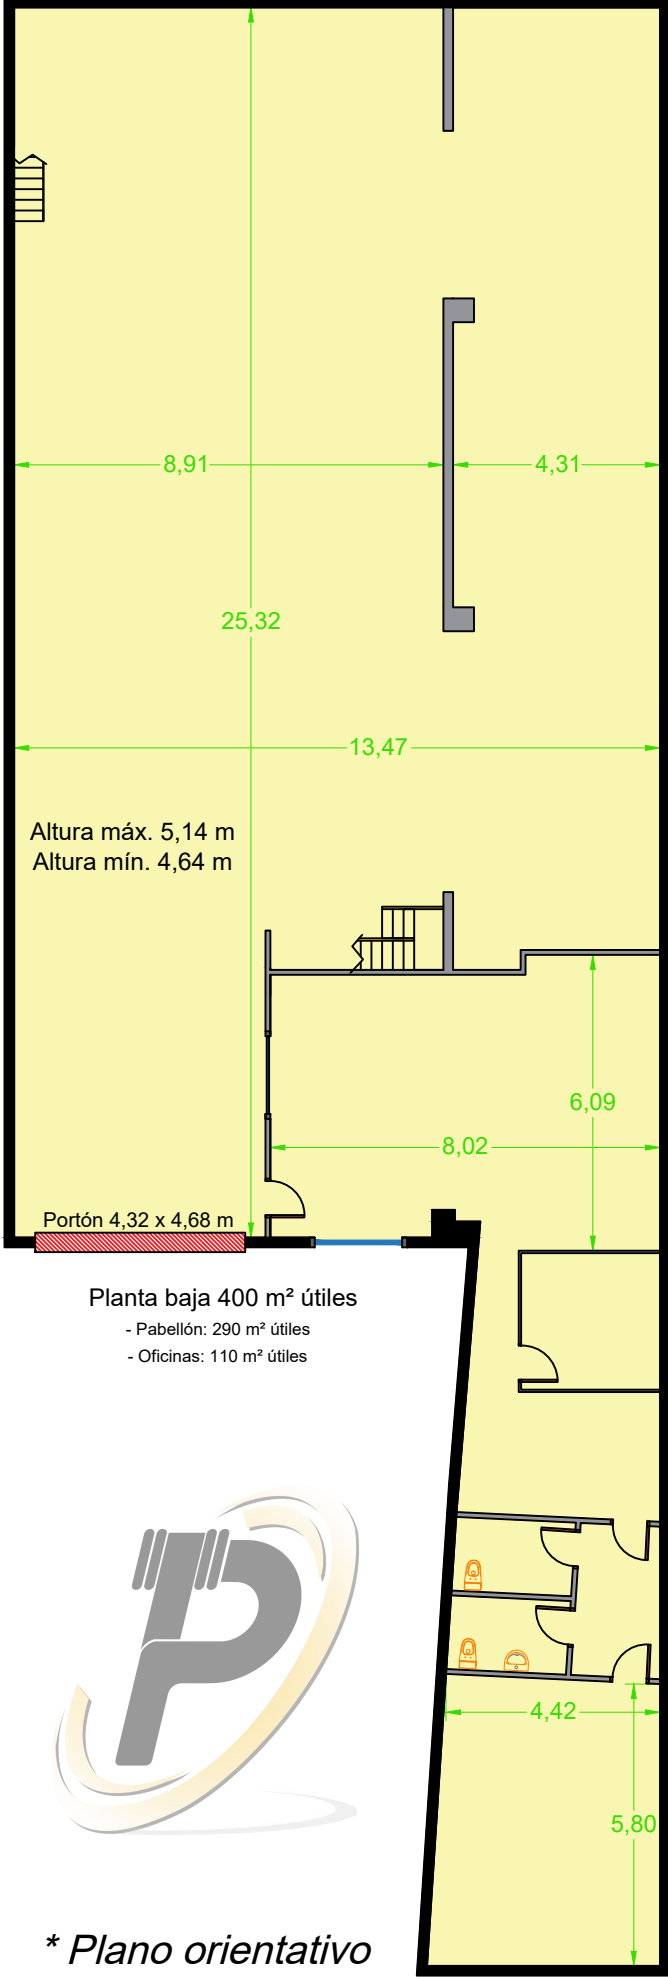 8,91
4,31
25,32
13,47
Altura máx. 5,14 m
Altura mín. 4,64 m
6,09
8,02
Portón 4,32 x 4,68 m
Planta baja 400 m² útiles
- Pabellón: 290 m² útiles
- Oficinas: 110 m² útiles
4,42
5,80
* Plano orientativo